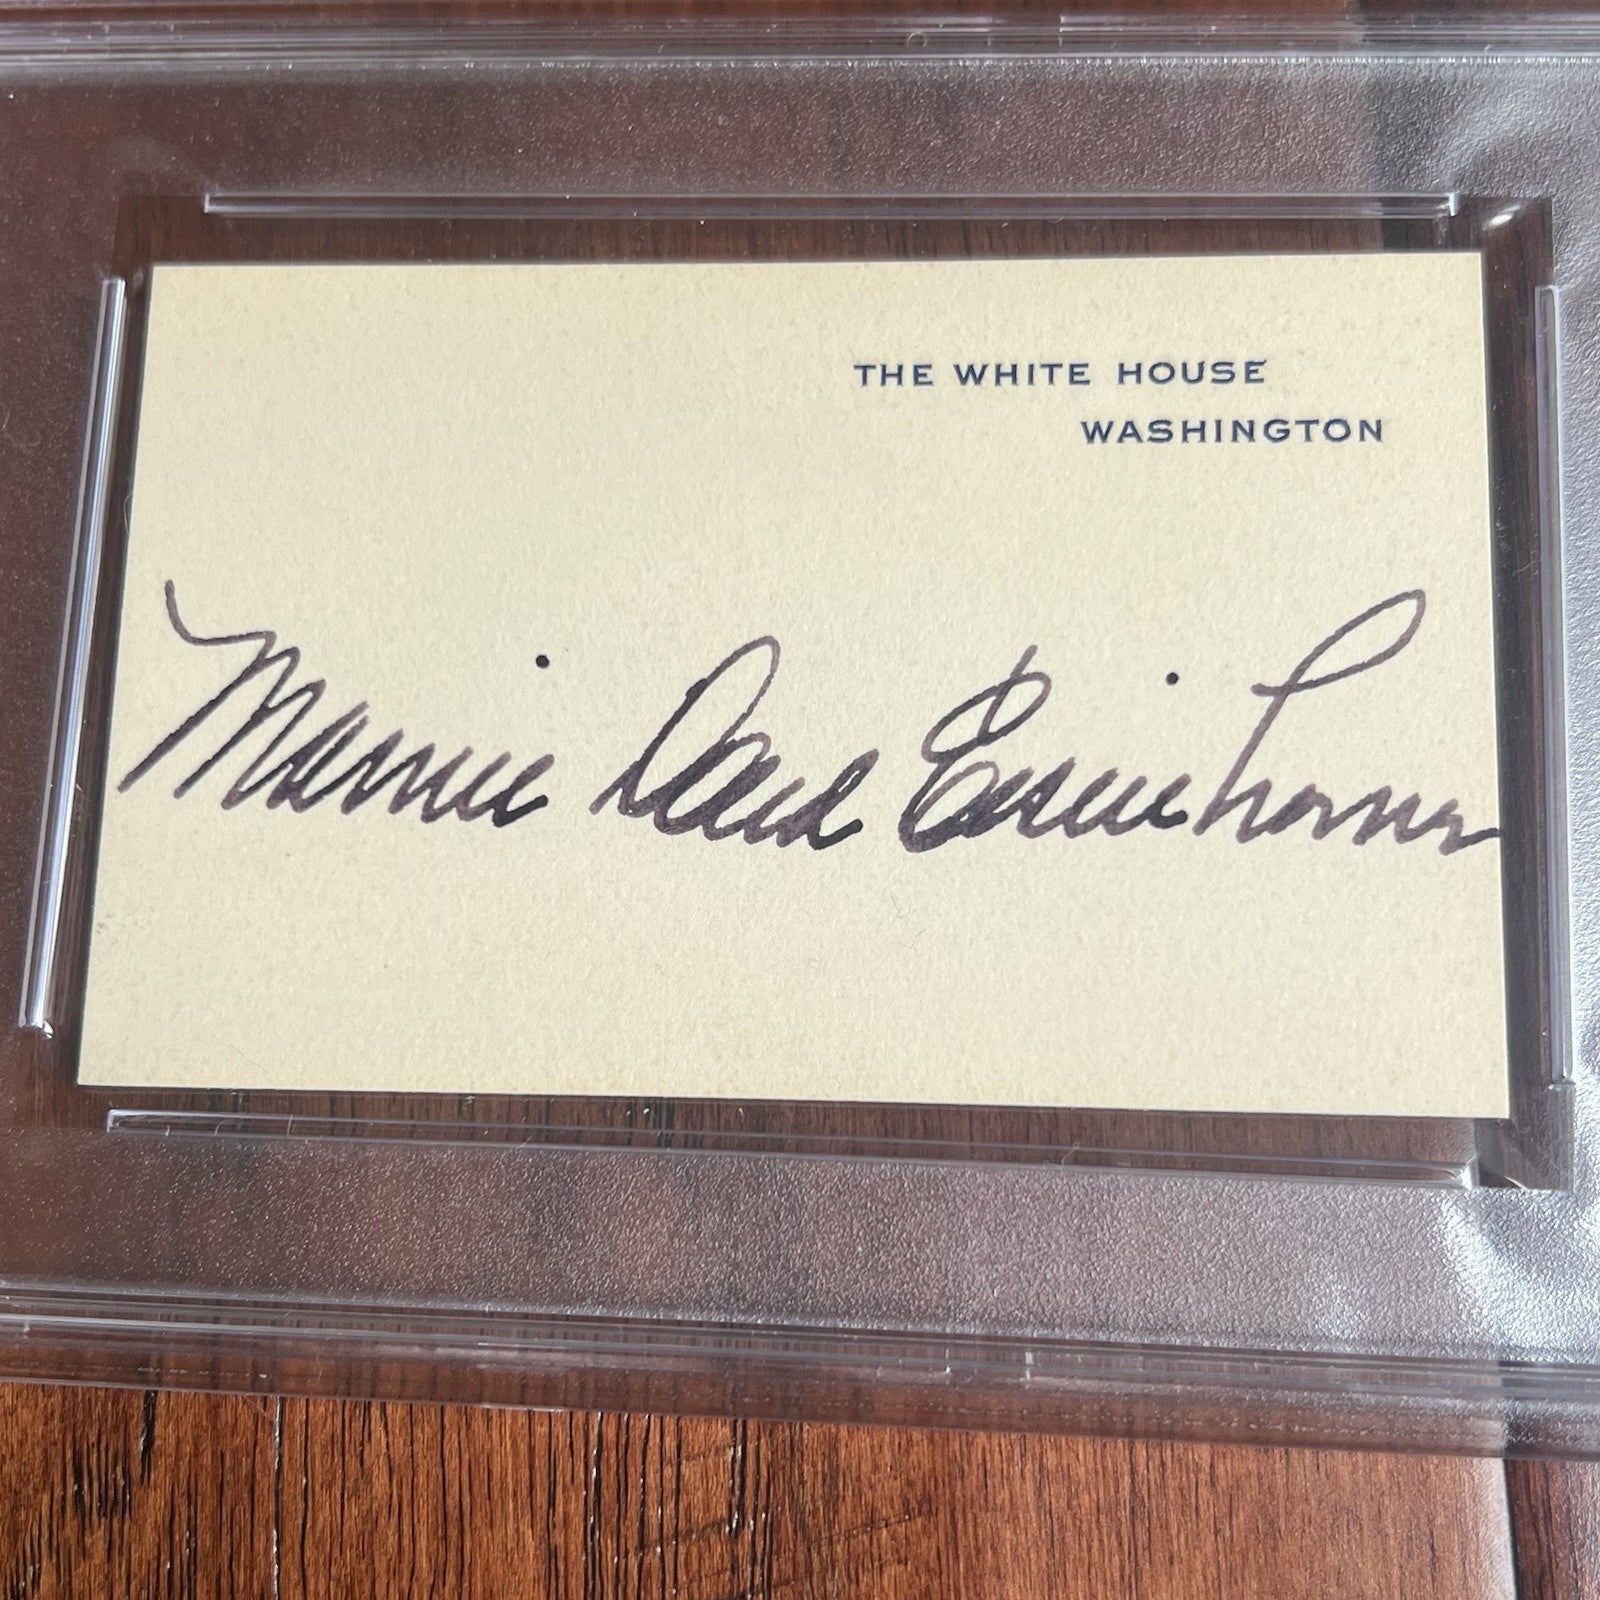 THE WHITE HOUSE
WASHINGTON
Mamie Doud Eisenhower